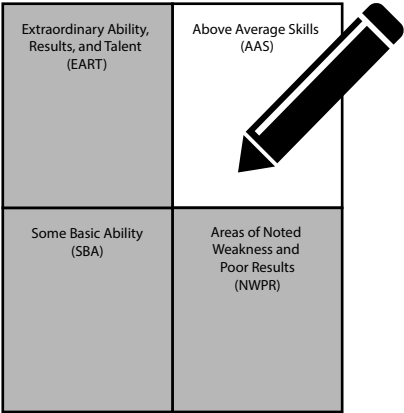 Extraordinary Ability,
Results, and Talent
(EART)
Above Average Skills
(AAS)
Some Basic Ability
(SBA)
Areas of Noted
Weakness and
Poor Results
(NWPR)